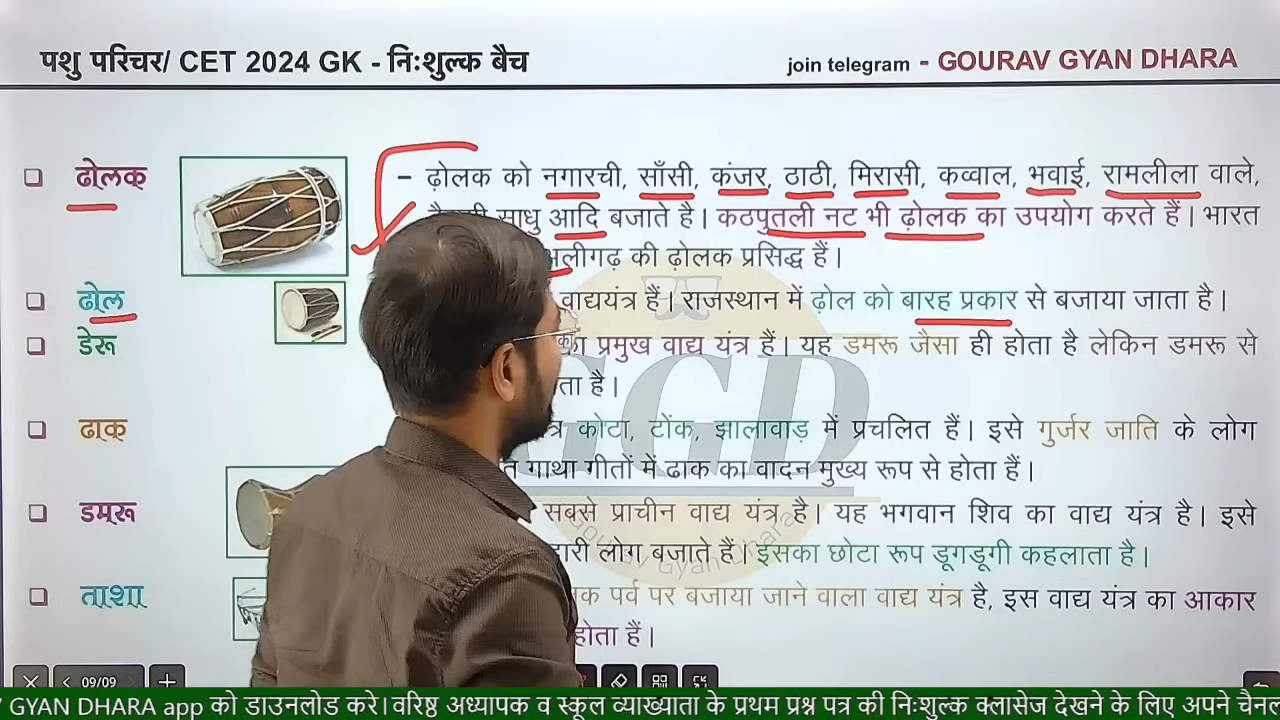 पशु परिचर/ CET 2024 GK - निःशुल्क बैच
join telegram - GOURAV GYAN DHARA
ढ़ोलक – ढ़ोलक को नगारची, साँसी, कंजर, ठाठी, मिरासी, कव्वाल, भवाई, रामलीला वाले,
साधु आदि बजाते है। कठपुतली नट भी ढ़ोलक का उपयोग करते हैं। भारत
अलीगढ़ की ढ़ोलक प्रसिद्ध हैं।
ढ़ोल वाद्ययंत्र हैं। राजस्थान में ढ़ोल को बारह प्रकार से बजाया जाता है।
डेरू का प्रमुख वाद्य यंत्र हैं। यह डमरू जैसा ही होता है लेकिन डमरू से
है।
ढाक कोटा, टोंक, झालावाड़ में प्रचलित हैं। इसे गुर्जर जाति के लोग
गाथा गीतों में ढाक का वादन मुख्य रूप से होता हैं।
डमरू सबसे प्राचीन वाद्य यंत्र है। यह भगवान शिव का वाद्य यंत्र है। इसे
लोग बजाते हैं। इसका छोटा रूप डूगडूगी कहलाता है।
ताशा पर्व पर बजाया जाने वाला वाद्य यंत्र है, इस वाद्य यंत्र का आकार
होता हैं।
GGD
Gyan Dhara
09/09
GYAN DHARA app को डाउनलोड करे। वरिष्ठ अध्यापक व स्कूल व्याख्याता के प्रथम प्रश्न पत्र की निःशुल्क क्लासेज देखने के लिए अपने